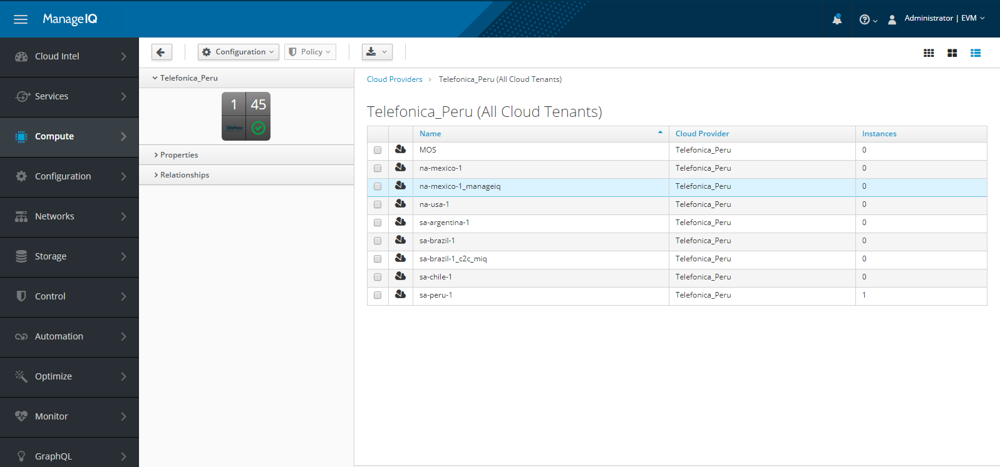 ManageIQ
Administrator | EVM
Cloud Intel
Services
Compute
Configuration
Networks
Storage
Control
Automation
Optimize
Monitor
GraphQL
Configuration
Policy
Telefonica_Peru
1 45
Telefónica
Properties
Relationships
Cloud Providers > Telefonica_Peru (All Cloud Tenants)
Telefonica_Peru (All Cloud Tenants)
Name Cloud Provider Instances
MOS Telefonica_Peru 0
na-mexico-1 Telefonica_Peru 0
na-mexico-1_manageiq Telefonica_Peru 0
na-usa-1 Telefonica_Peru 0
sa-argentina-1 Telefonica_Peru 0
sa-brazil-1 Telefonica_Peru 0
sa-brazil-1_c2c_miq Telefonica_Peru 0
sa-chile-1 Telefonica_Peru 0
sa-peru-1 Telefonica_Peru 1